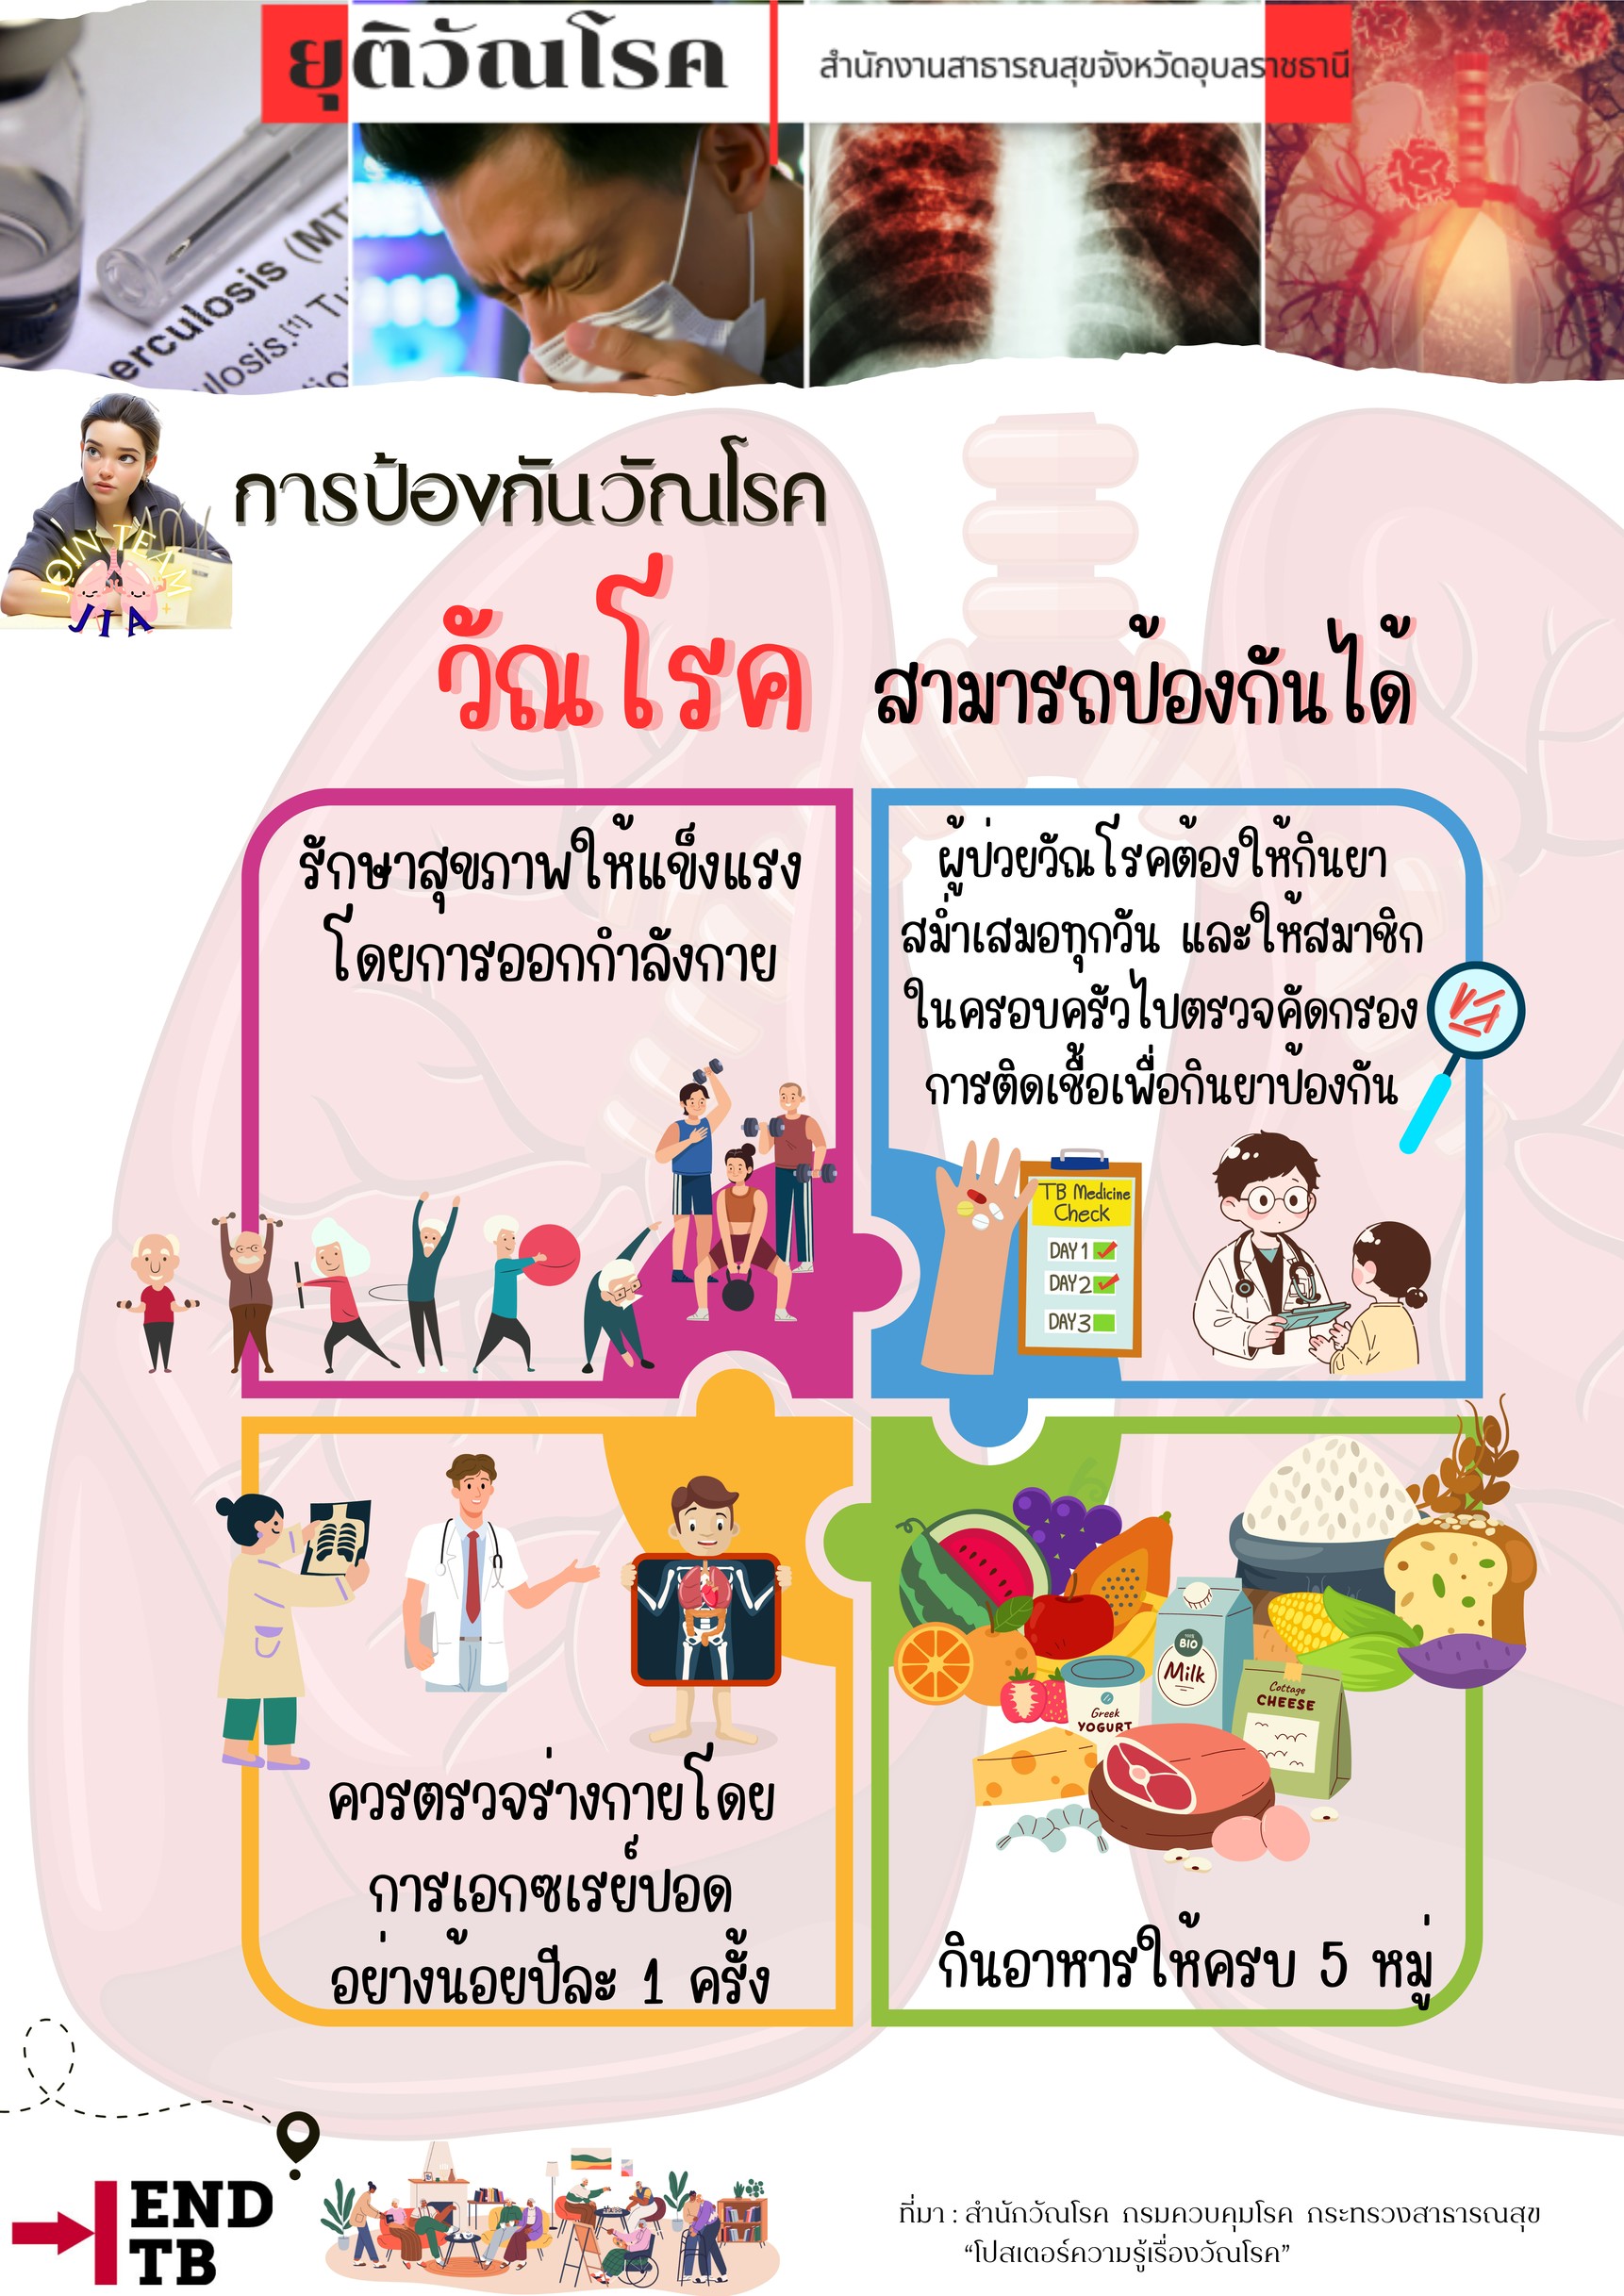 ยุติวัณโรค
สำนักงานสาธารณสุขจังหวัดอุบลราชธานี
erculosis (MT
ulosis.[1] Tu
JOIN TEAM
JIA
การป้องกันวัณโรค
วัณโรค สามารถป้องกันได้
รักษาสุขภาพให้แข็งแรง
โดยการออกกำลังกาย
ผู้ป่วยวัณโรคต้องให้กินยา
สม่ำเสมอทุกวัน และให้สมาชิก
ในครอบครัวไปตรวจคัดกรอง
การติดเชื้อเพื่อกินยาป้องกัน
TB Medicine
Check
DAY 1
DAY 2
DAY 3
ควรตรวจร่างกายโดย
การเอกซเรย์ปอด
อย่างน้อยปีละ 1 ครั้ง
BIO
Milk
Cottage
CHEESE
Greek
YOGURT
กินอาหารให้ครบ 5 หมู่
END
TB
ที่มา : สำนักวัณโรค กรมควบคุมโรค กระทรวงสาธารณสุข
“โปสเตอร์ความรู้เรื่องวัณโรค”